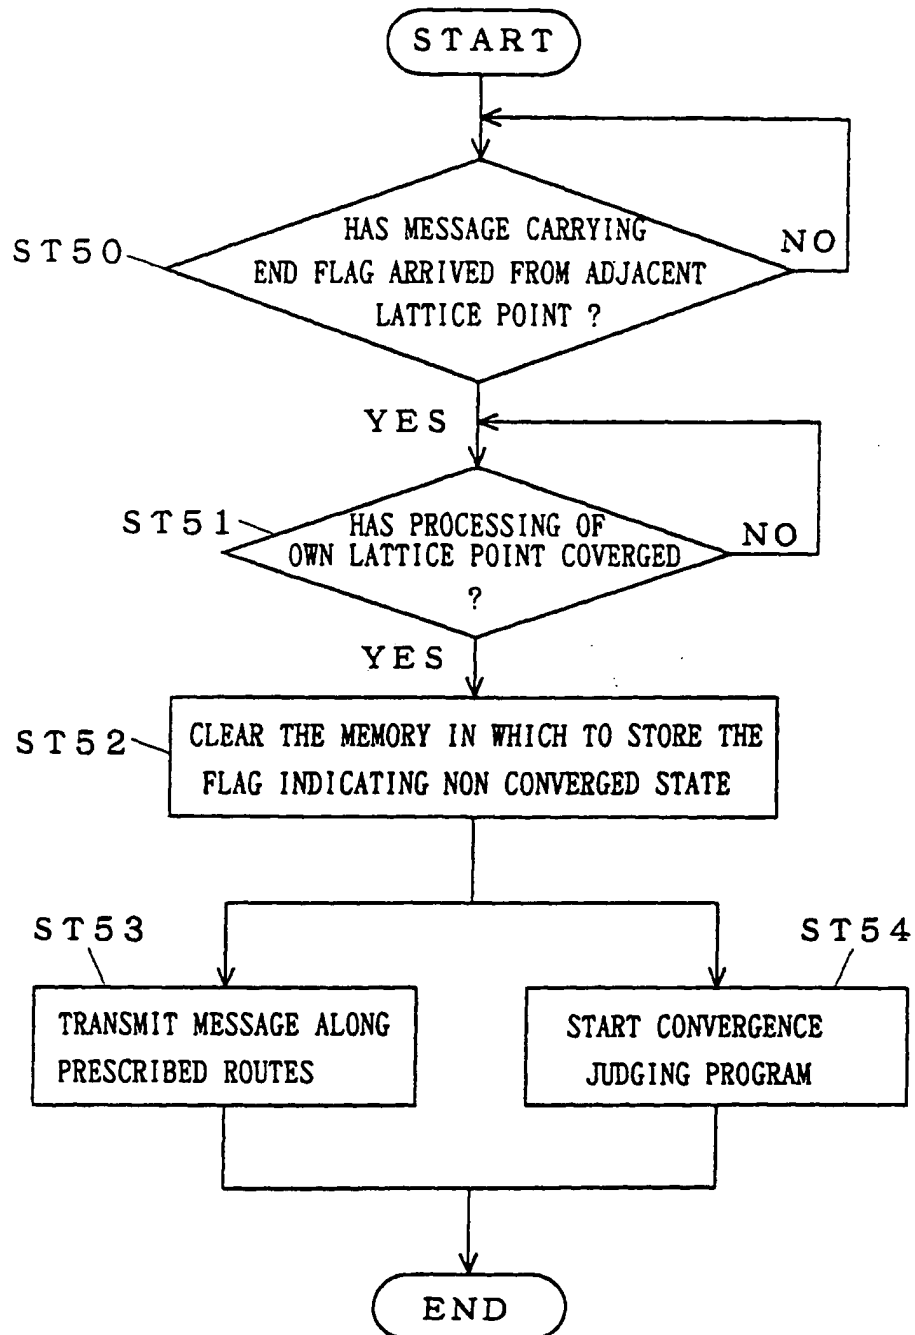 START
HAS MESSAGE CARRYING
END FLAG ARRIVED FROM ADJACENT
LATTICE POINT ?
ST50
NO
YES
ST51
HAS PROCESSING OF
OWN LATTICE POINT COVERGED
?
NO
YES
ST52
CLEAR THE MEMORY IN WHICH TO STORE THE
FLAG INDICATING NON CONVERGED STATE
ST53
ST54
TRANSMIT MESSAGE ALONG
PRESCRIBED ROUTES
START CONVERGENCE
JUDGING PROGRAM
END